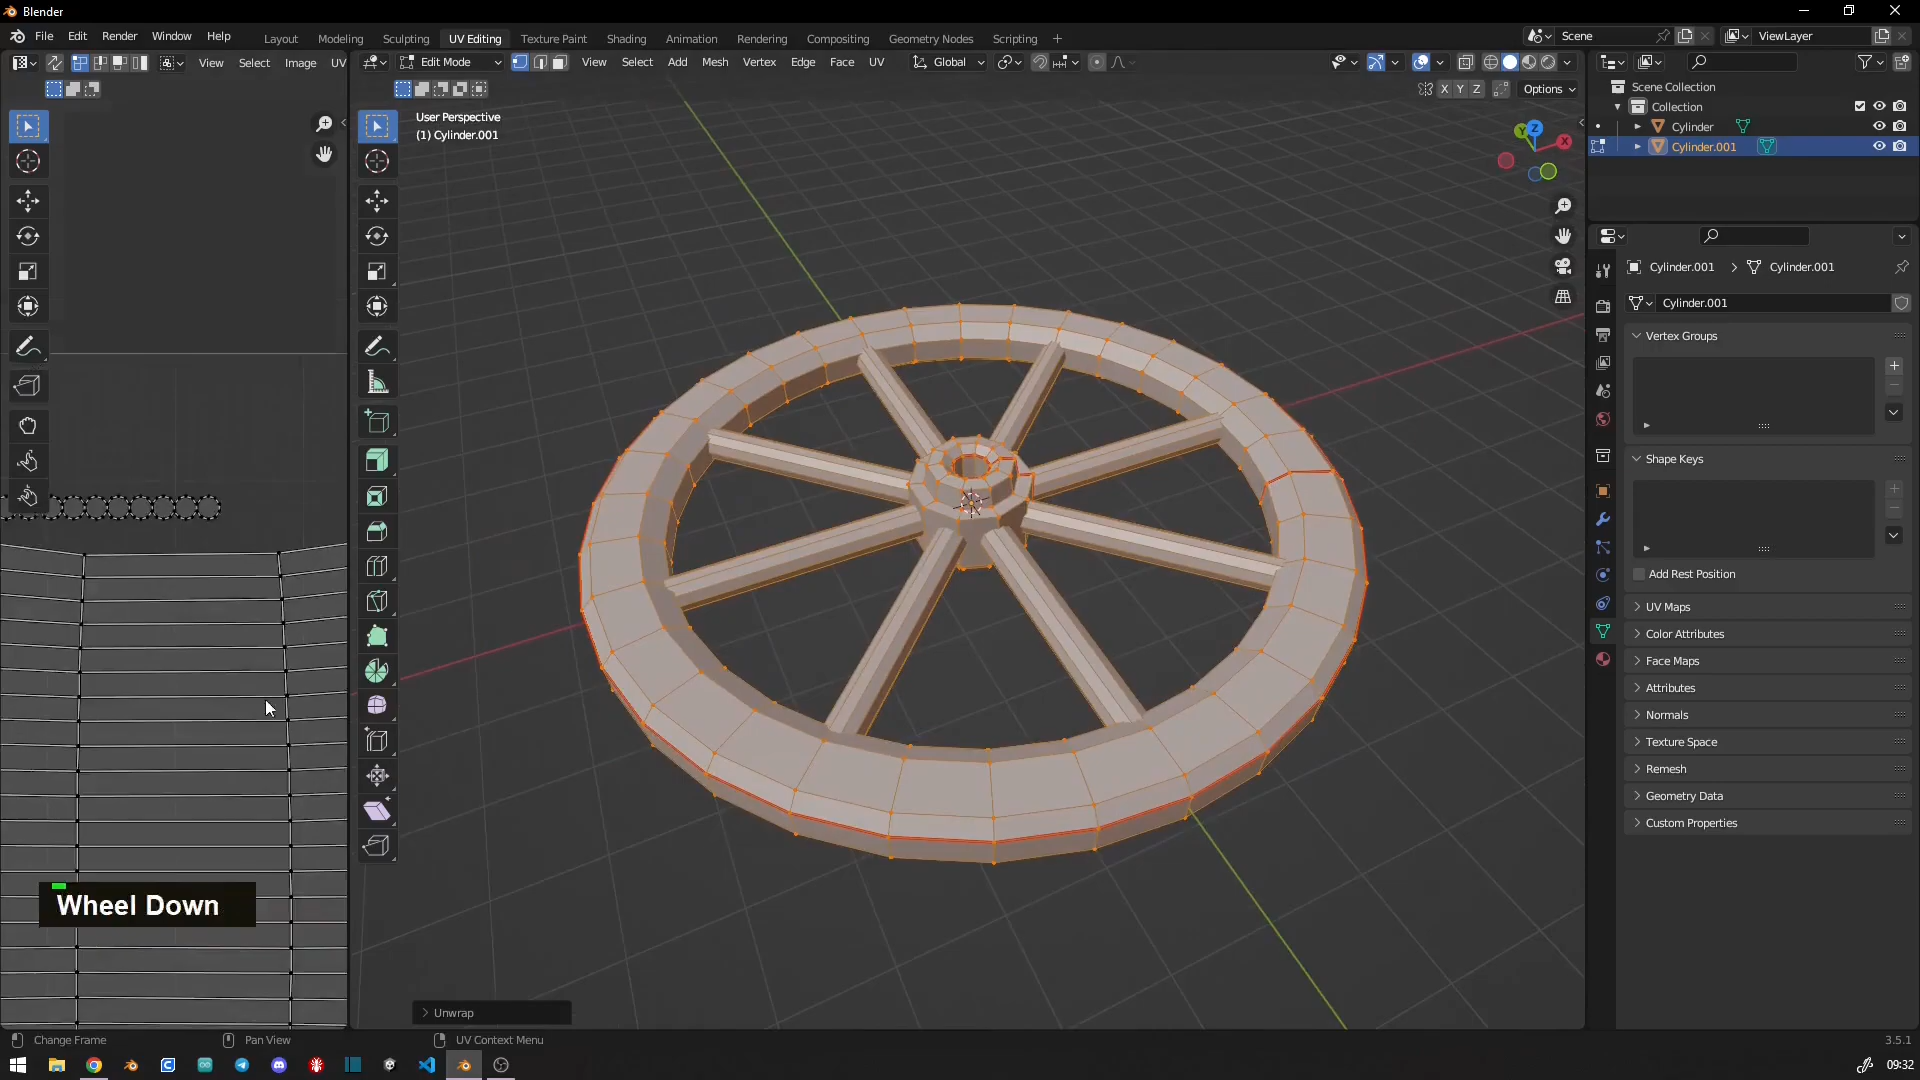 Blender
File Edit Render Window Help
Layout Modeling Sculpting UV Editing Texture Paint Shading Animation Rendering Compositing Geometry Nodes Scripting +
Scene
ViewLayer
View Select Image UV
Edit Mode
View Select Add Mesh Vertex Edge Face UV
Global
X Y Z
Options
User Perspective
(1) Cylinder.001
Z
Y
X
Scene Collection
Collection
Cylinder
Cylinder.001
Cylinder.001 > Cylinder.001
Cylinder.001
Vertex Groups
Shape Keys
Add Rest Position
UV Maps
Color Attributes
Face Maps
Attributes
Normals
Texture Space
Remesh
Geometry Data
Custom Properties
Wheel Down
Unwrap
Change Frame
Pan View
UV Context Menu
3.5.1
09:32